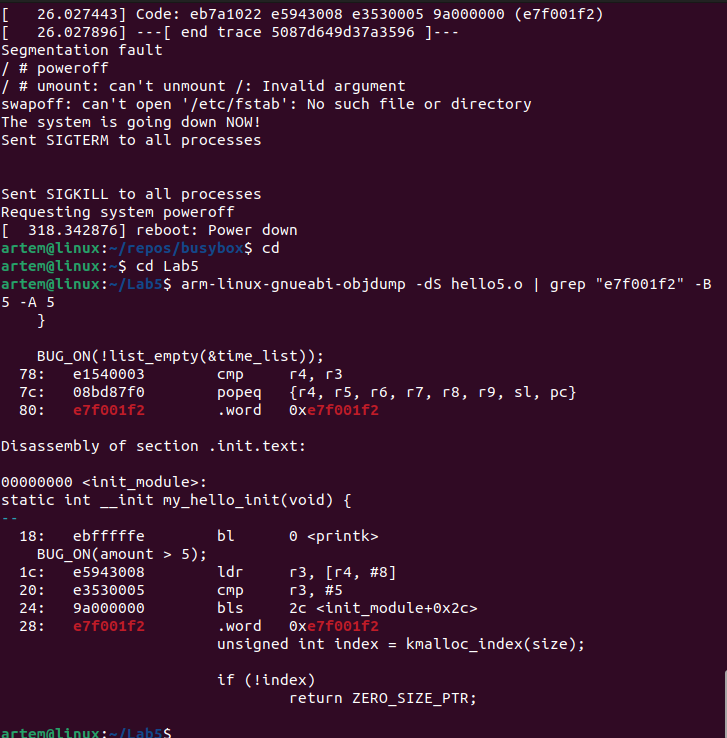 [   26.027443] Code: eb7a1022 e5943008 e3530005 9a000000 (e7f001f2)
[   26.027896] ---[ end trace 5087d649d37a3596 ]---
Segmentation fault
/ # poweroff
/ # umount: can't unmount /: Invalid argument
swapoff: can't open '/etc/fstab': No such file or directory
The system is going down NOW!
Sent SIGTERM to all processes
Sent SIGKILL to all processes
Requesting system poweroff
[  318.342876] reboot: Power down
artem@linux:~/repos/busybox$ cd
artem@linux:~$ cd Lab5
artem@linux:~/Lab5$ arm-linux-gnueabi-objdump -dS hello5.o | grep "e7f001f2" -B
5 -A 5
    }
    BUG_ON(!list_empty(&time_list));
  78:   e1540003        cmp     r4, r3
  7c:   08bd87f0        popeq   {r4, r5, r6, r7, r8, r9, sl, pc}
  80:   e7f001f2        .word   0xe7f001f2
Disassembly of section .init.text:
--
00000000 <init_module>:
static int __init my_hello_init(void) {
--
  18:   ebfffffe        bl      0 <printk>
    BUG_ON(amount > 5);
  1c:   e5943008        ldr     r3, [r4, #8]
  20:   e3530005        cmp     r3, #5
  24:   9a000000        bls     2c <init_module+0x2c>
  28:   e7f001f2        .word   0xe7f001f2
                        unsigned int index = kmalloc_index(size);
                        if (!index)
                                return ZERO_SIZE_PTR;
artem@linux:~/Lab5$